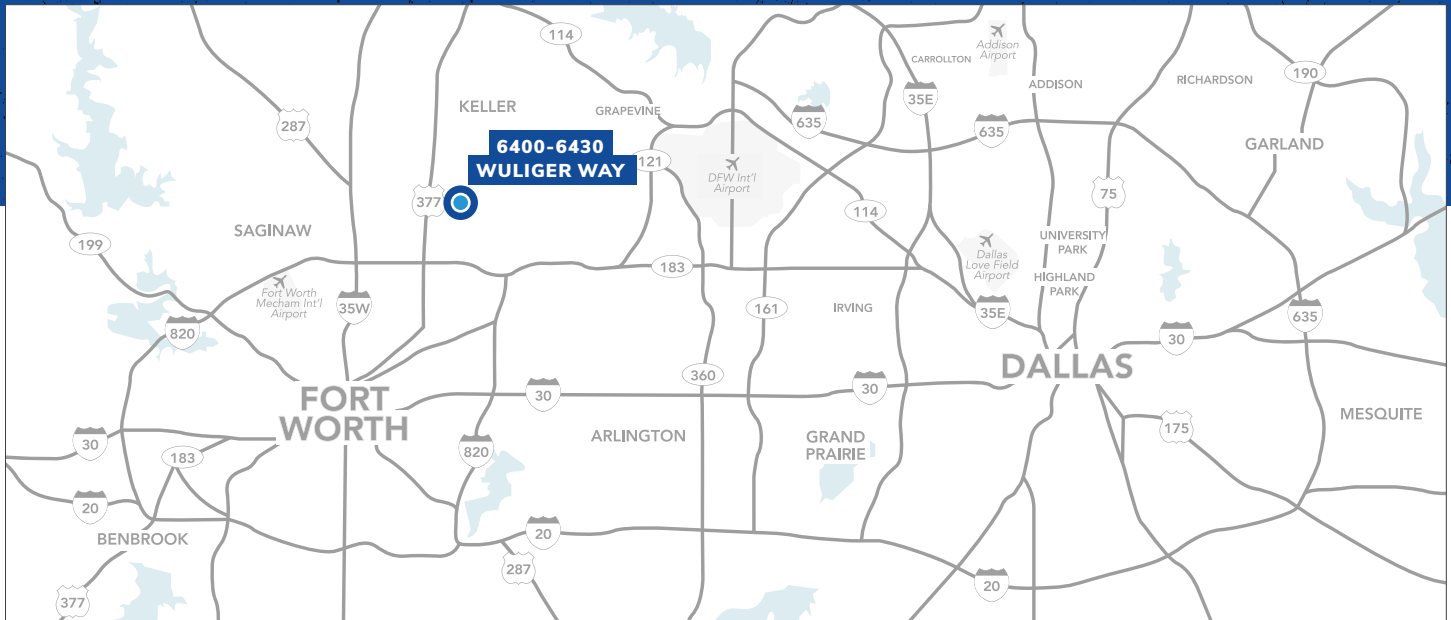 114
Addison
Airport
CARROLLTON
ADDISON
RICHARDSON
190
287
KELLER
GRAPEVINE
635
35E
635
GARLAND
6400-6430
WULIGER WAY
121
DFW Int'l
Airport
75
377
114
SAGINAW
199
UNIVERSITY
PARK
Dallas
Love Field
Airport
HIGHLAND
PARK
183
Fort Worth
Mecham Int'l
Airport
35W
161
IRVING
35E
635
820
30
DALLAS
360
30
30
FORT
WORTH
MESQUITE
175
ARLINGTON
GRAND
PRAIRIE
30
183
820
20
BENBROOK
20
287
20
377